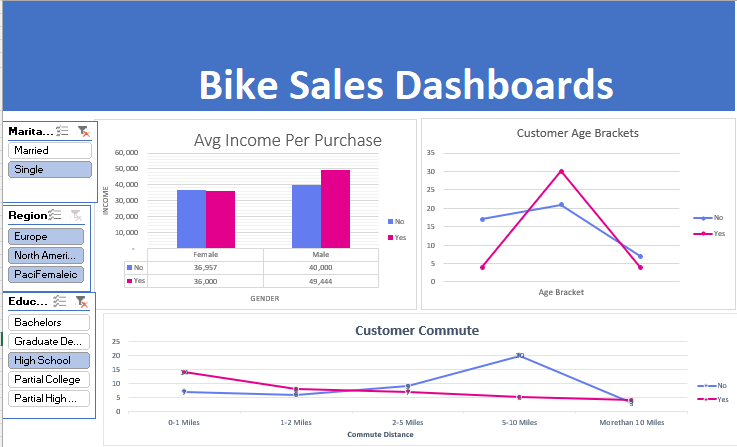 Bike Sales Dashboards
Marita...
Married
Single
Region
Europe
North Ameri...
PaciFemaleic
Educ...
Bachelors
Graduate De...
High School
Partial College
Partial High ...
Avg Income Per Purchase
INCOME
60,000
50,000
40,000
30,000
20,000
10,000
-
Female Male
No 36,957 40,000
Yes 36,000 49,444
GENDER
No
Yes
Customer Age Brackets
35
30
25
20
15
10
5
0
Age Bracket
No
Yes
Customer Commute
25
20
15
10
5
0
20
7
0-1 Miles 1-2 Miles 2-5 Miles 5-10 Miles Morethan 10 Miles
Commute Distance
No
Yes